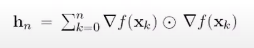 𝐡ₙ = ∑ₖ₌₀ⁿ ∇f(𝐱ₖ) ⊙ ∇f(𝐱ₖ)